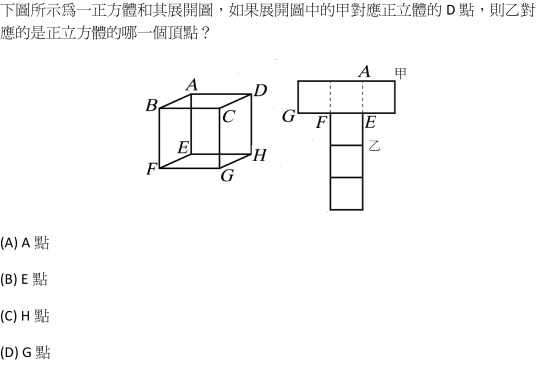 下圖所示爲一正方體和其展開圖，如果展開圖中的甲對應正立體的 D 點，則乙對
應的是正立方體的哪一個頂點？
A
D
B
C
E
H
F
G
A
甲
G
F
E
乙
(A) A 點
(B) E 點
(C) H 點
(D) G 點